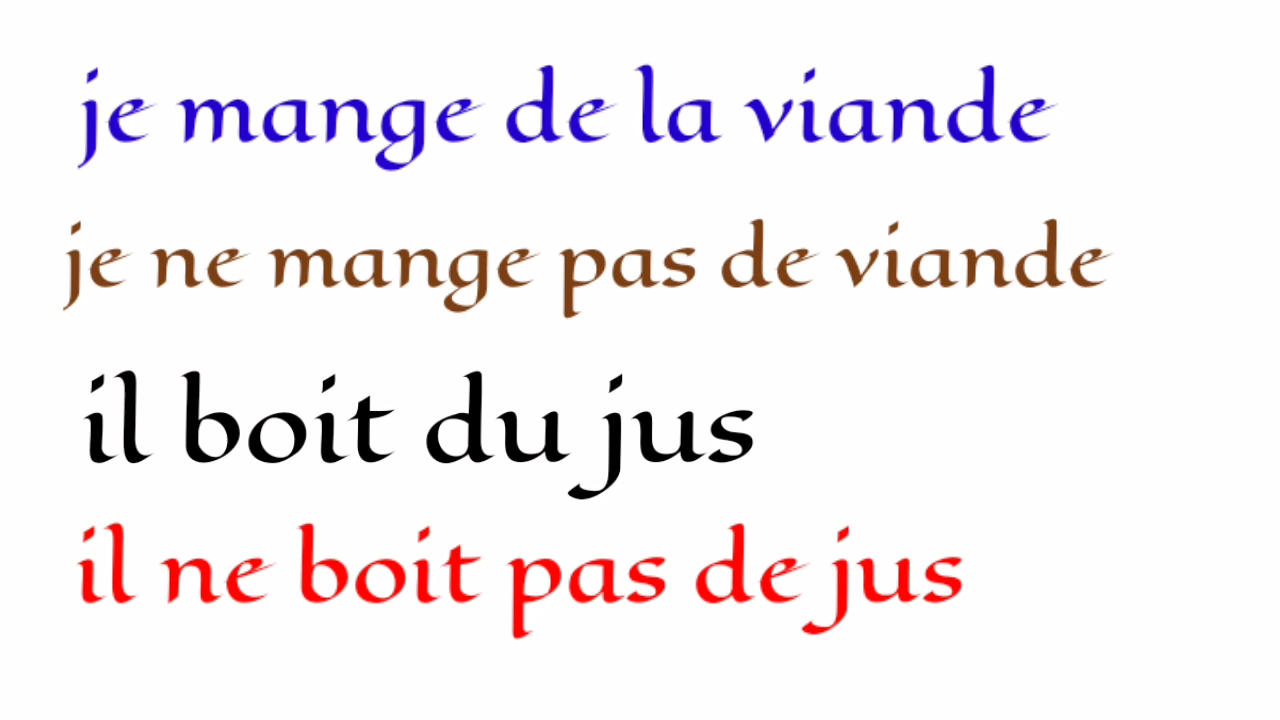 je mange de la viande
je ne mange pas de viande
il boit du jus
il ne boit pas de jus